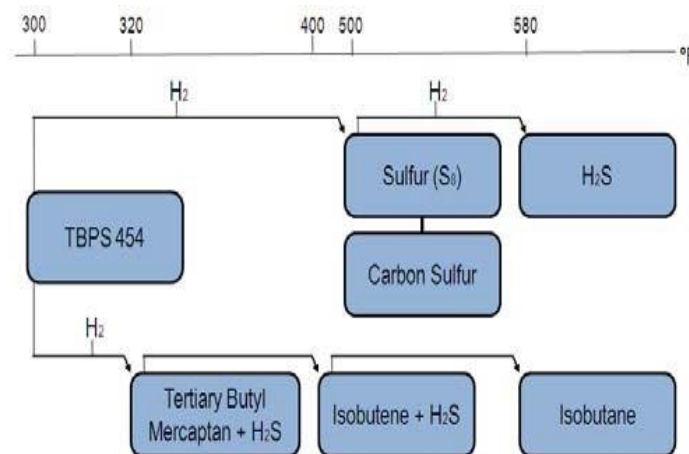 300 320 400 500 580
°F
H₂ H₂
Sulfur (S₈) H₂S
TBPS 454
Carbon Sulfur
H₂
Tertiary Butyl
Mercaptan + H₂S
Isobutene + H₂S
Isobutane